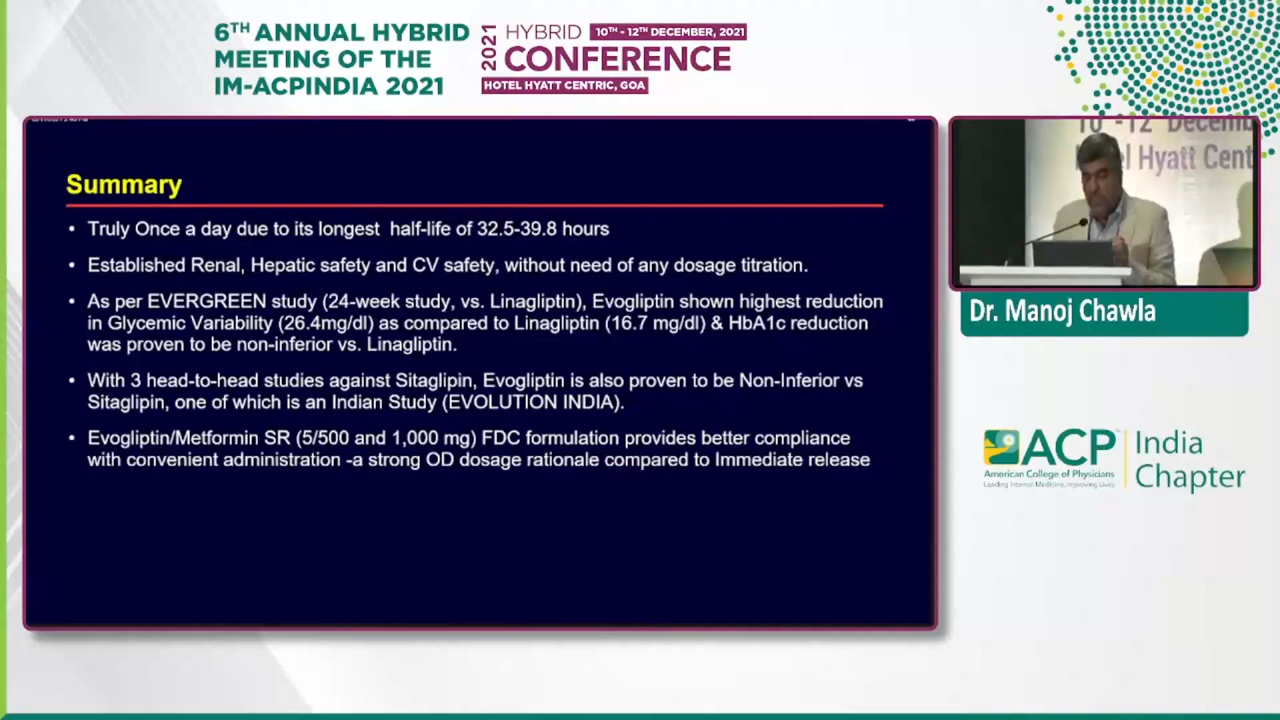 6TH ANNUAL HYBRID
MEETING OF THE
IM-ACPINDIA 2021
2021
HYBRID 10TH - 12TH DECEMBER, 2021
CONFERENCE
HOTEL HYATT CENTRIC, GOA
Summary
• Truly Once a day due to its longest half-life of 32.5-39.8 hours
• Established Renal, Hepatic safety and CV safety, without need of any dosage titration.
• As per EVERGREEN study (24-week study, vs. Linagliptin), Evogliptin shown highest reduction
in Glycemic Variability (26.4mg/dl) as compared to Linagliptin (16.7 mg/dl) & HbA1c reduction
was proven to be non-inferior vs. Linagliptin.
• With 3 head-to-head studies against Sitaglipin, Evogliptin is also proven to be Non-Inferior vs
Sitaglipin, one of which is an Indian Study (EVOLUTION INDIA).
• Evogliptin/Metformin SR (5/500 and 1,000 mg) FDC formulation provides better compliance
with convenient administration -a strong OD dosage rationale compared to Immediate release
Hyatt Cent
Dr. Manoj Chawla
ACP
American College of Physicians
Leading Internal Medicine, Improving Lives
India
Chapter